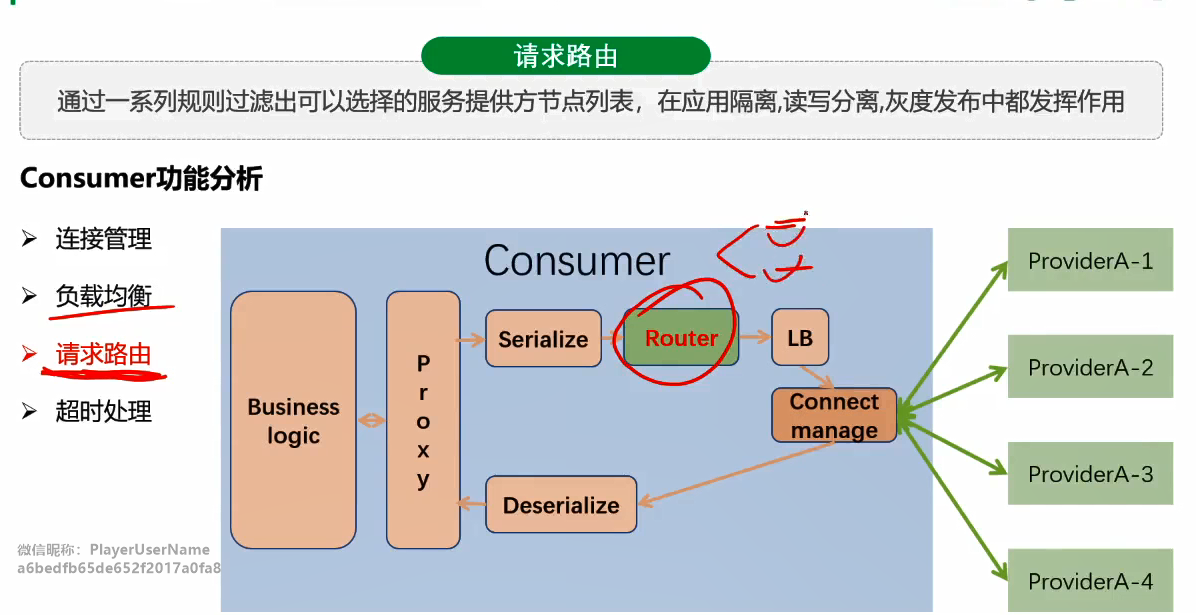 请求路由
通过一系列规则过滤出可以选择的服务提供方节点列表，在应用隔离,读写分离,灰度发布中都发挥作用
Consumer功能分析
连接管理
负载均衡
请求路由
超时处理
Consumer
Business
logic
P
r
o
x
y
Serialize
Router
LB
Connect
manage
Deserialize
ProviderA-1
ProviderA-2
ProviderA-3
ProviderA-4
微信昵称：PlayerUserName
a6bedfb65de652f2017a0fa8